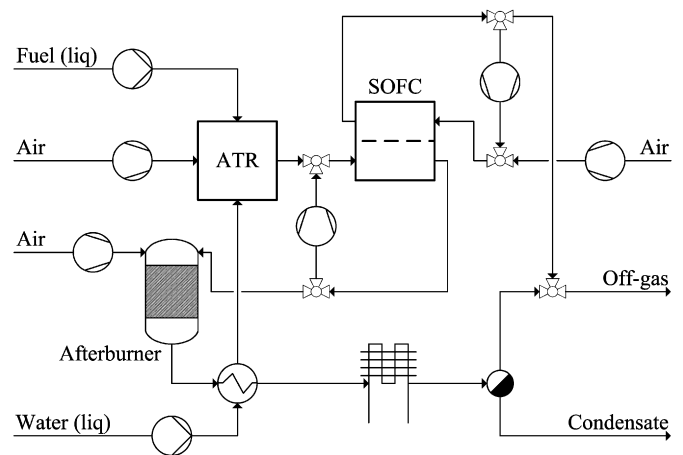 Fuel (liq)
SOFC
Air
ATR
Air
Air
Off-gas
Afterburner
Water (liq)
Condensate